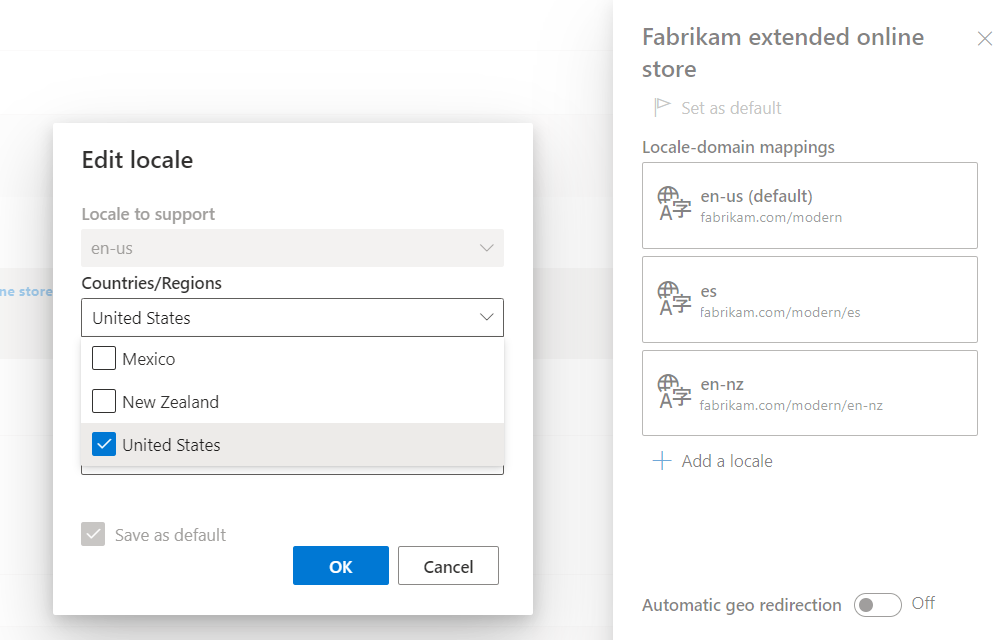 Fabrikam extended online
store
Set as default
Locale-domain mappings
en-us (default)
fabrikam.com/modern
es
fabrikam.com/modern/es
en-nz
fabrikam.com/modern/en-nz
Add a locale
Automatic geo redirection Off
Edit locale
Locale to support
en-us
Countries/Regions
United States
Mexico
New Zealand
United States
Save as default
OK Cancel
ne store